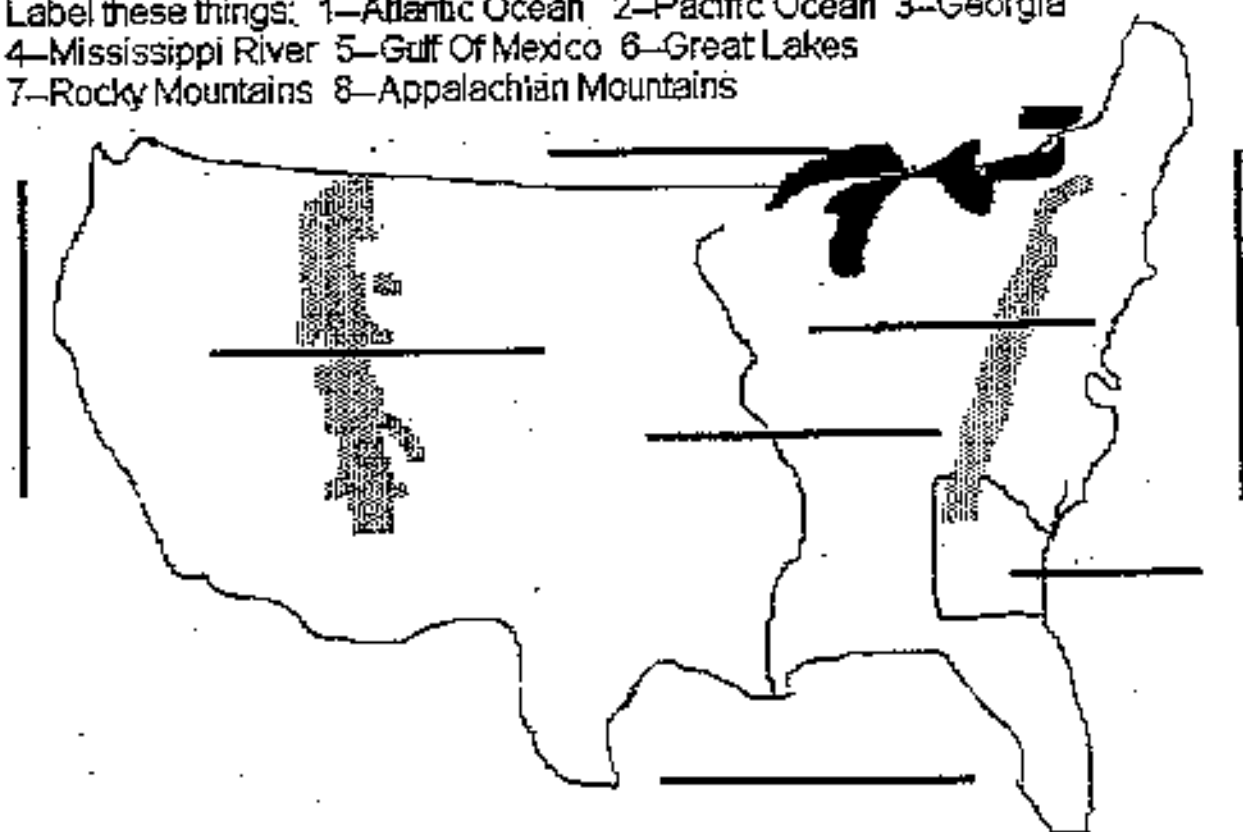 Label these things: 1–Atlantic Ocean 2–Pacific Ocean 3–Georgia
4–Mississippi River 5–Gulf Of Mexico 6–Great Lakes
7–Rocky Mountains 8–Appalachian Mountains